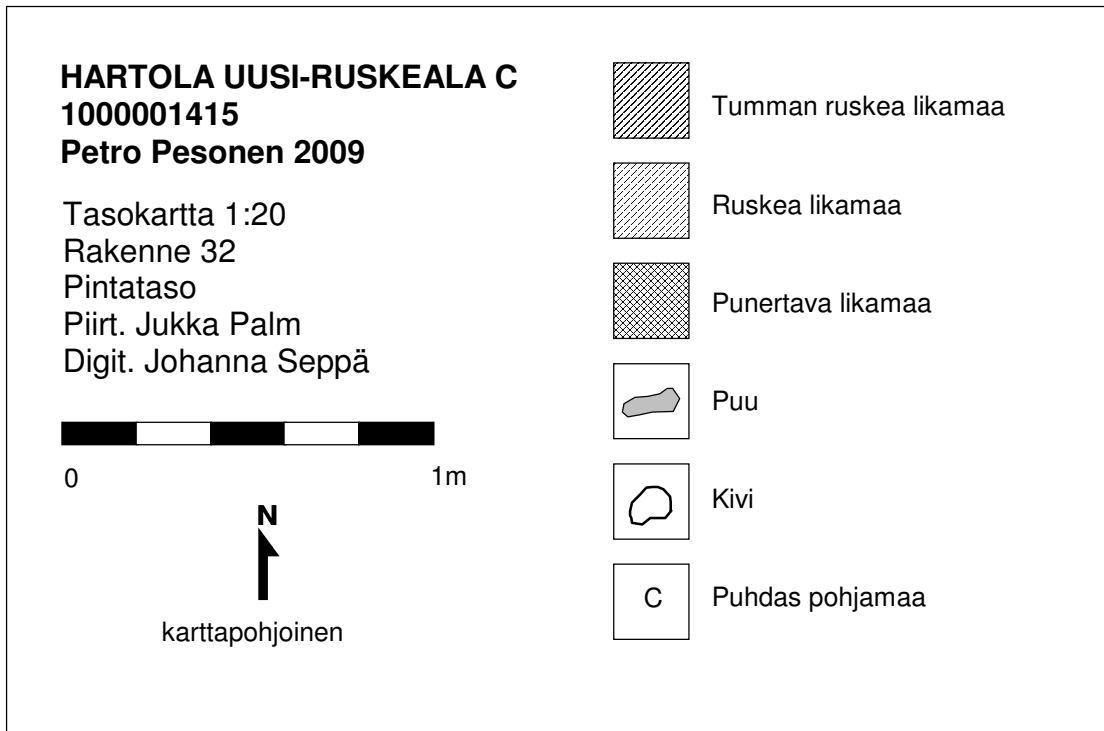 HARTOLA UUSI-RUSKEALA C
1000001415
Petro Pesonen 2009
Tasokartta 1:20
Rakenne 32
Pintataso
Piirt. Jukka Palm
Digit. Johanna Seppä
0 1m
N
karttapohjoinen
Tumman ruskea likamaa
Ruskea likamaa
Punertava likamaa
Puu
Kivi
C Puhdas pohjamaa